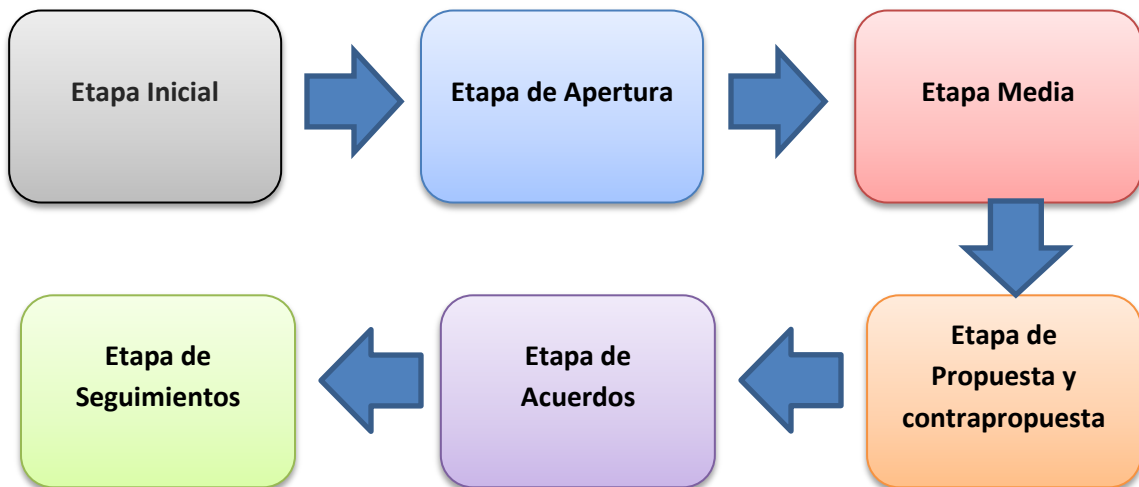 Etapa Inicial
Etapa de Apertura
Etapa Media
Etapa de
Propuesta y
contrapropuesta
Etapa de
Acuerdos
Etapa de
Seguimientos